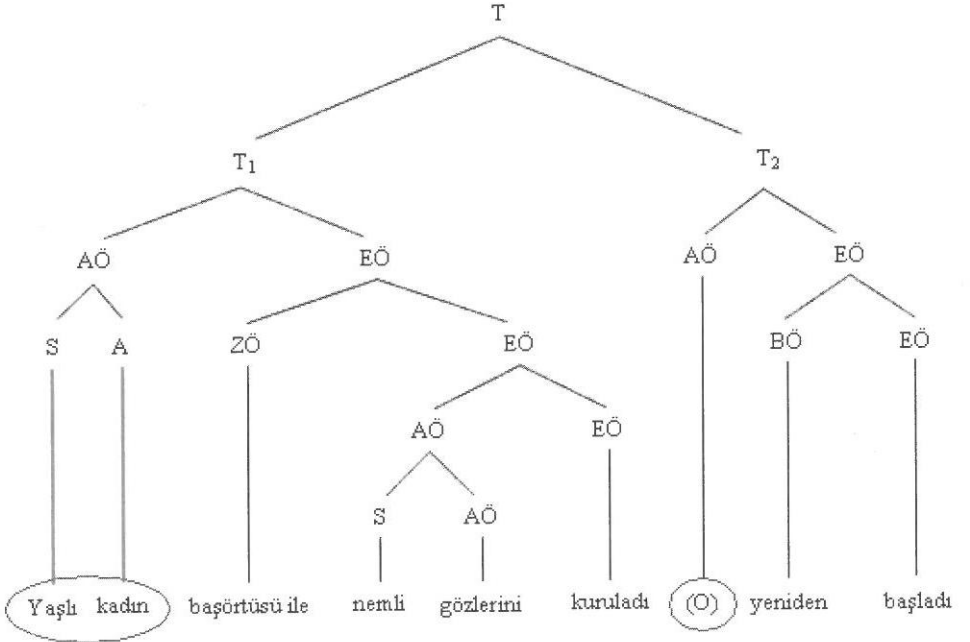 T
T₁ T₂
AÖ EÖ AÖ EÖ
S A ZÖ EÖ BÖ EÖ
AÖ EÖ
S AÖ
Yaşlı kadın başörtüsü ile nemli gözlerini kuruladı (O) yeniden başladı